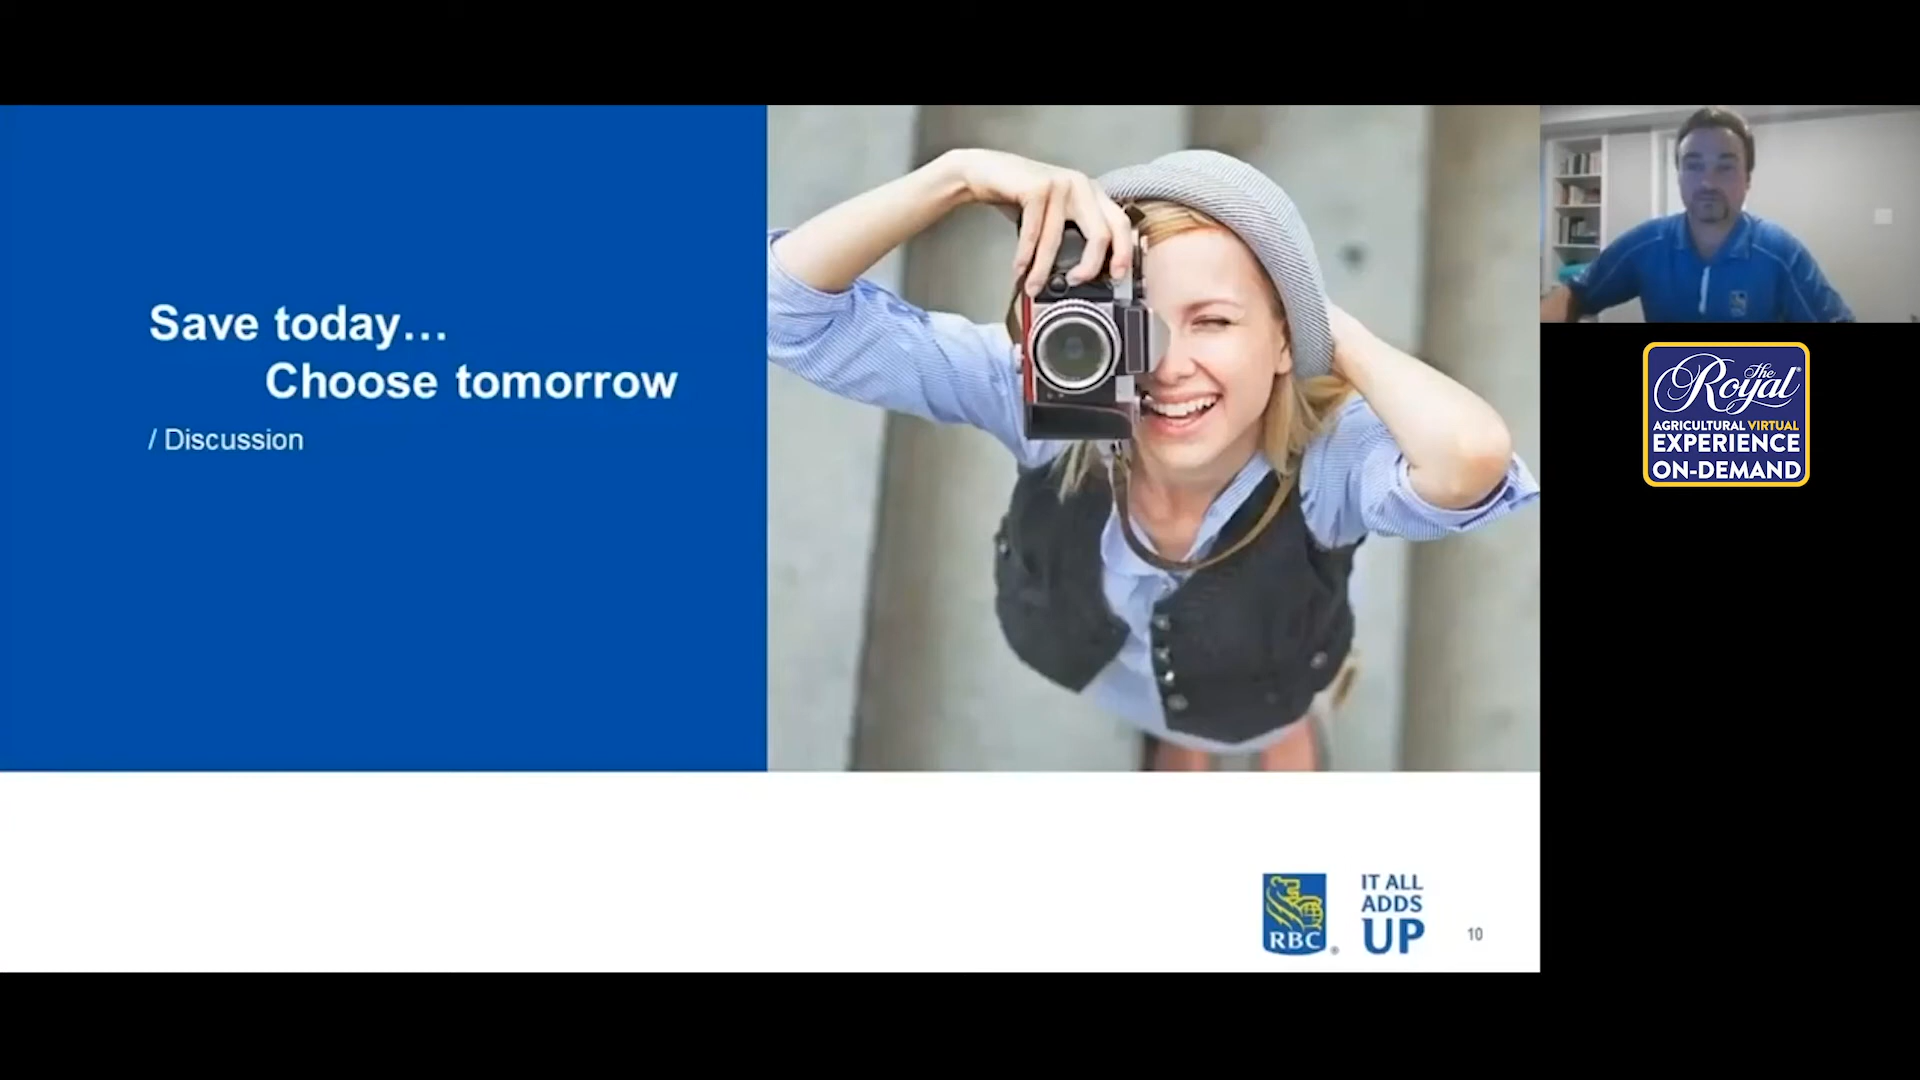 Save today…
Choose tomorrow
/ Discussion
The
Royal
AGRICULTURAL VIRTUAL
EXPERIENCE
ON-DEMAND
RBC®
IT ALL
ADDS
UP
10